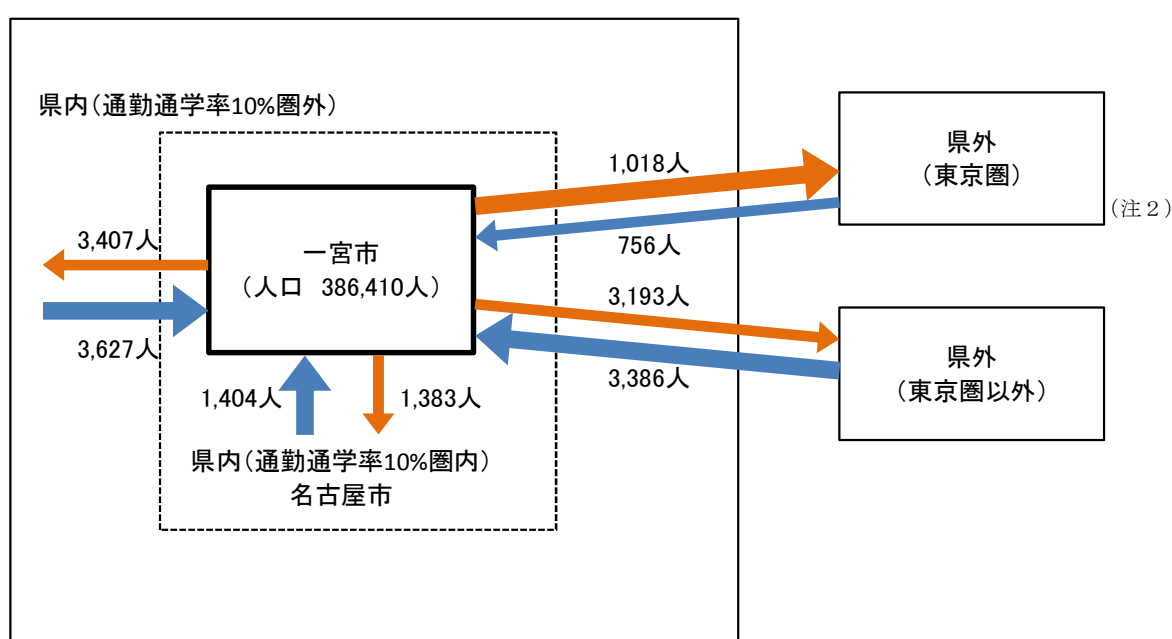 県内(通勤通学率10%圏外)
県外
(東京圏)
(注２)
1,018人
756人
3,407人
3,627人
一宮市
(人口　386,410人)
3,193人
3,386人
県外
(東京圏以外)
1,404人
1,383人
県内(通勤通学率10%圏内)
名古屋市